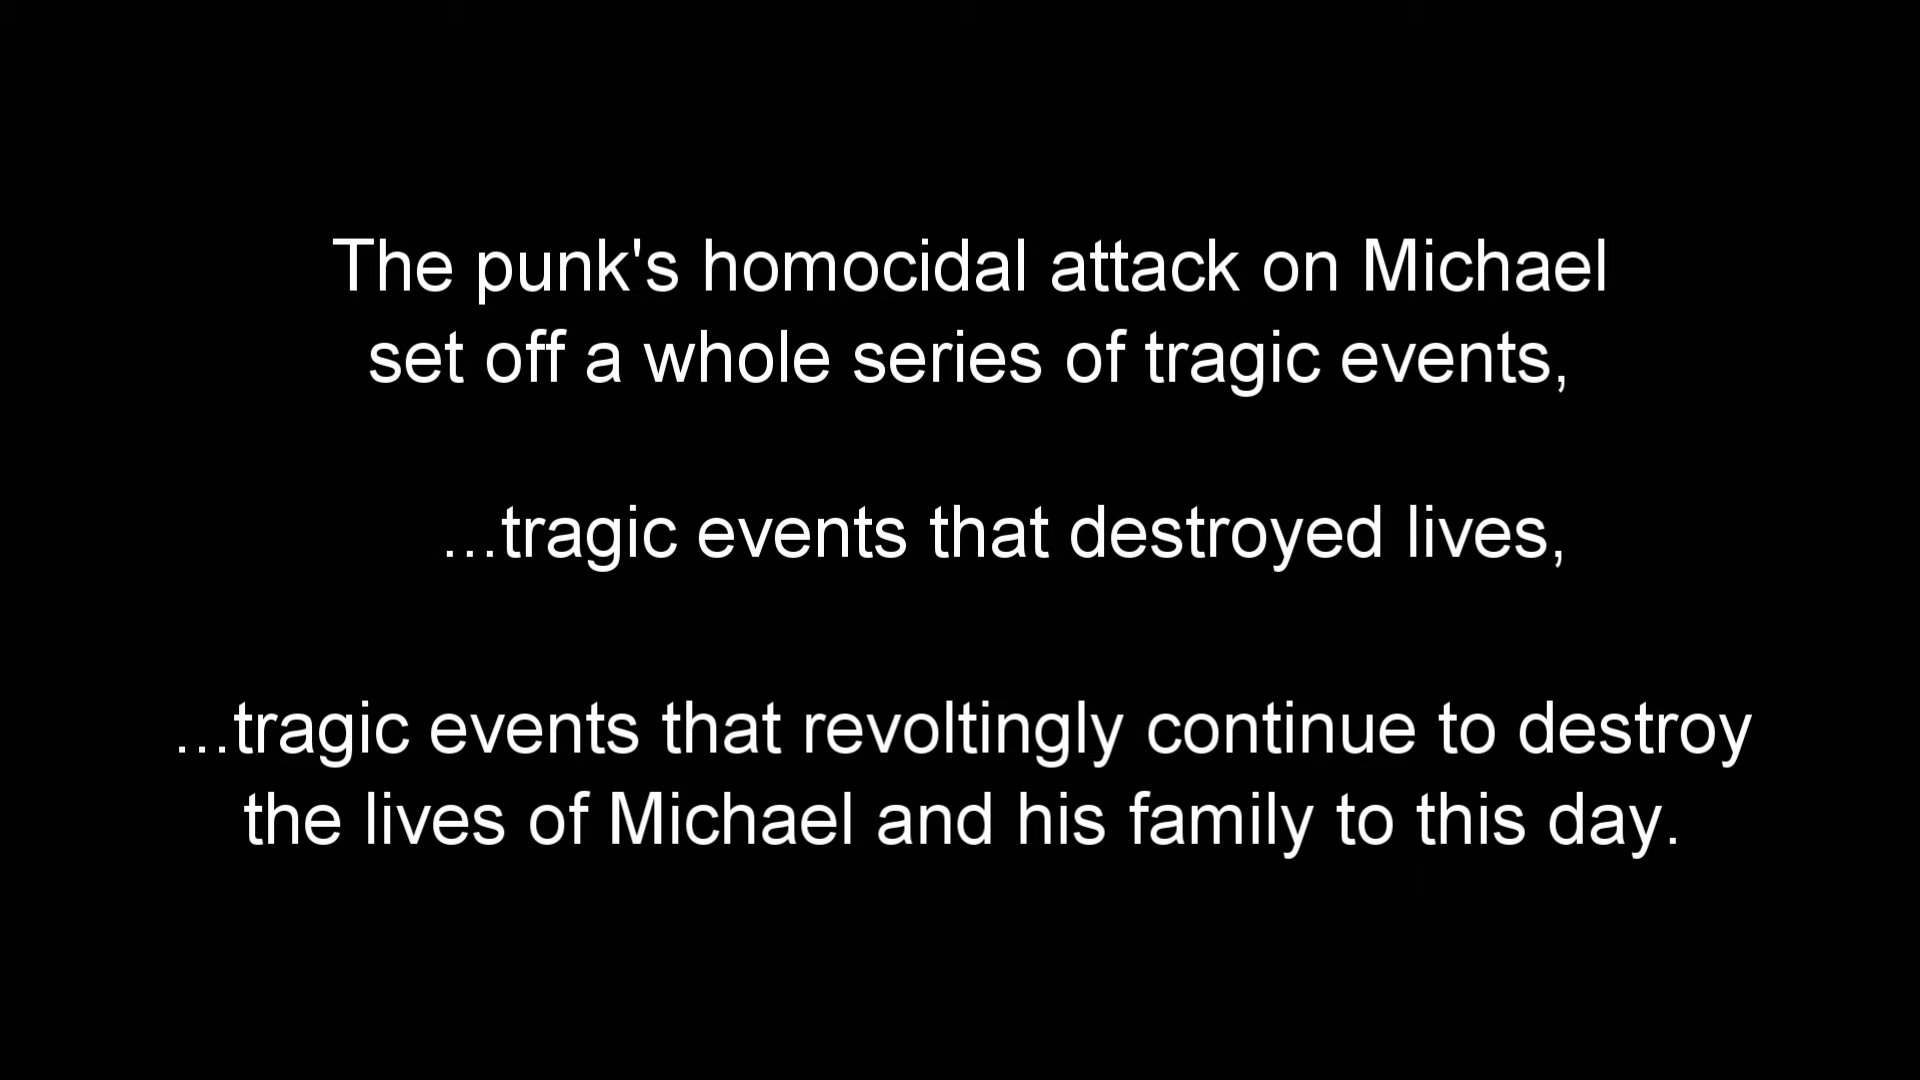 The punk's homocidal attack on Michael
set off a whole series of tragic events,
...tragic events that destroyed lives,
...tragic events that revoltingly continue to destroy
the lives of Michael and his family to this day.